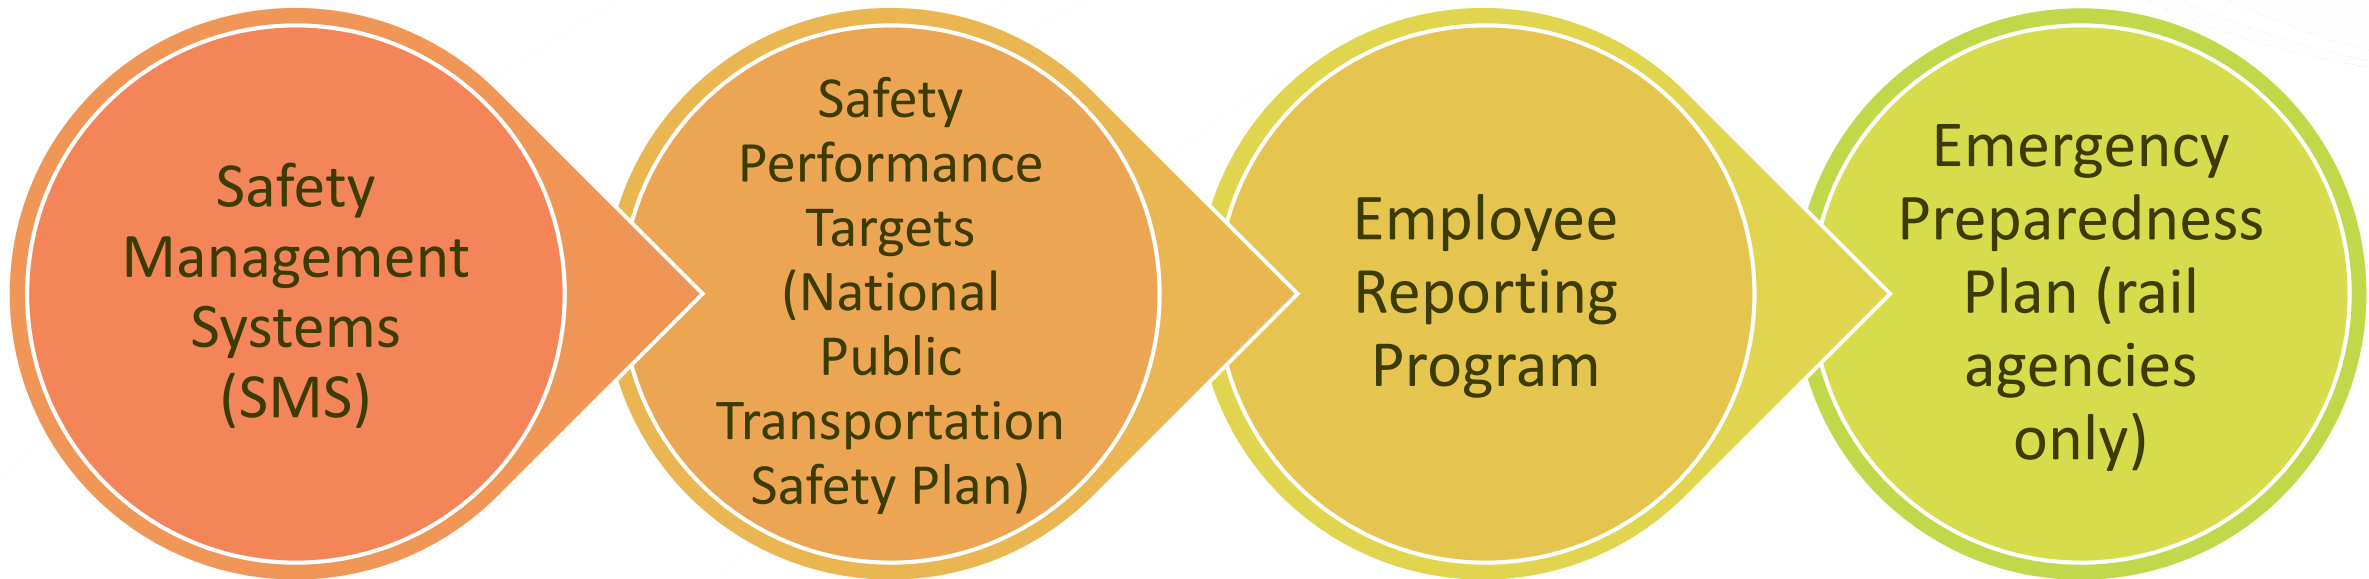 Safety
Management
Systems
(SMS)
Safety
Performance
Targets
(National
Public
Transportation
Safety Plan)
Employee
Reporting
Program
Emergency
Preparedness
Plan (rail
agencies
only)